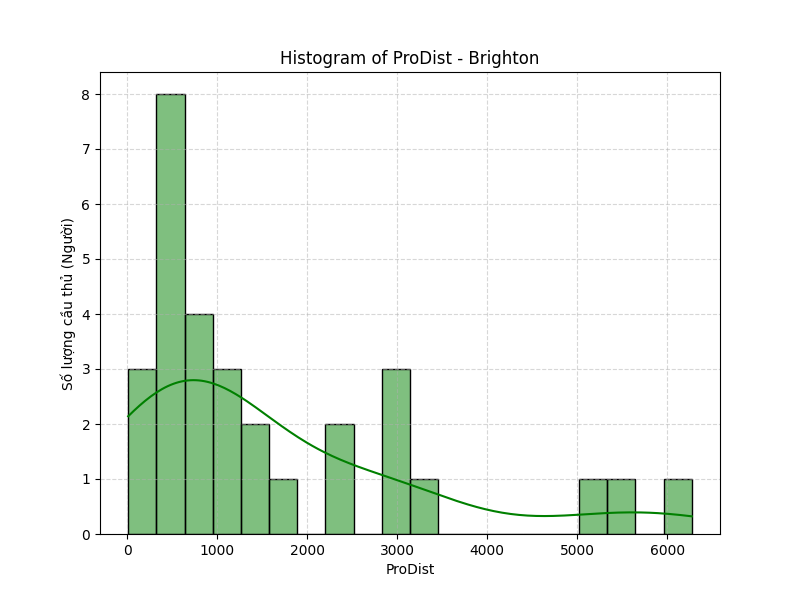 Histogram of ProDist - Brighton
Số lượng cầu thủ (Người)
8
7
6
5
4
3
2
1
0
0 1000 2000 3000 4000 5000 6000
ProDist